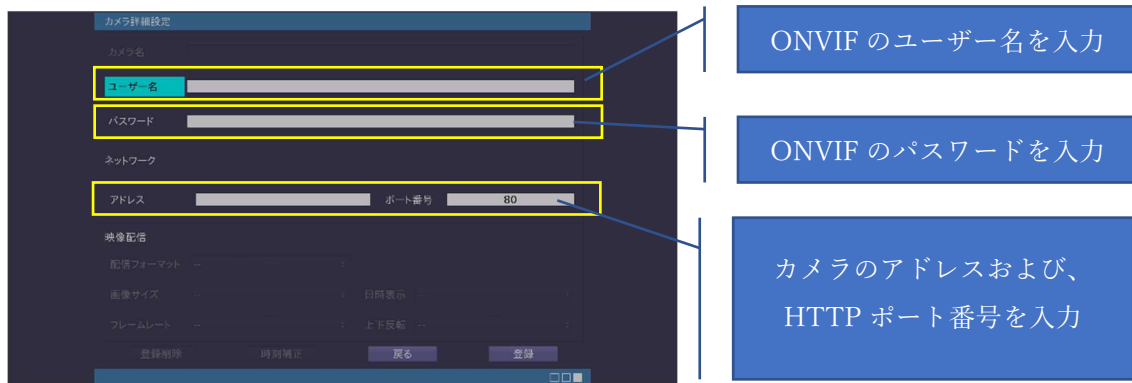 カメラ詳細設定
カメラ名
ユーザー名
パスワード
ネットワーク
アドレス ポート番号 80
映像配信
配信フォーマット --
画像サイズ -- 日時表示 --
フレームレート -- 上下反転 --
登録削除 時刻補正 戻る 登録
ONVIF のユーザー名を入力
ONVIF のパスワードを入力
カメラのアドレスおよび、
HTTP ポート番号を入力